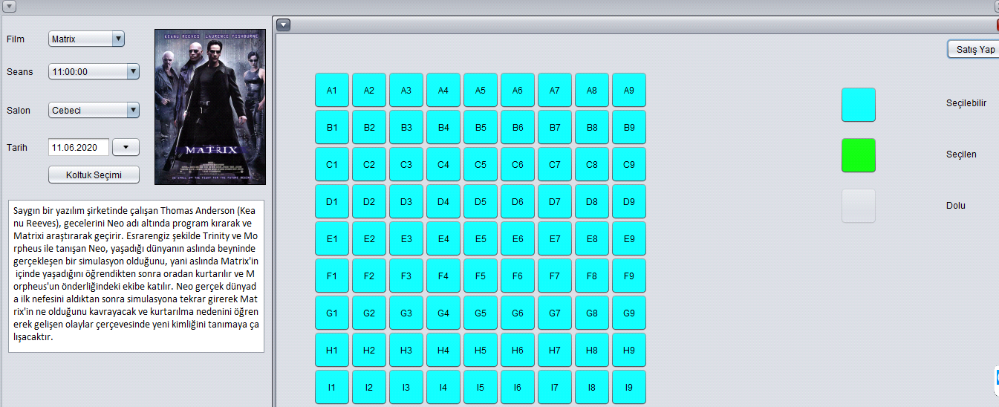 Film
Matrix
Seans
11:00:00
Salon
Cebeci
Tarih
11.06.2020
Koltuk Seçimi
KEANU REEVES LAURENCE FISHBURNE
MATRIX
Saygın bir yazılım şirketinde çalışan Thomas Anderson (Kea
nu Reeves), gecelerini Neo adı altında program kırarak ve
Matrixi araştırarak geçirir. Esrarengiz şekilde Trinity ve Mo
rpheus ile tanışan Neo, yaşadığı dünyanın aslında beyninde
gerçekleşen bir simulasyon olduğunu, yani aslında Matrix'in
içinde yaşadığını öğrendikten sonra oradan kurtarılır ve M
orpheus'un önderliğindeki ekibe katılır. Neo gerçek dünyad
a ilk nefesini aldıktan sonra simulasyona tekrar girerek Mat
rix'in ne olduğunu kavrayacak ve kurtarılma nedenini öğren
erek gelişen olaylar çerçevesinde yeni kimliğini tanımaya ça
lışacaktır.
Satış Yap
A1 A2 A3 A4 A5 A6 A7 A8 A9
B1 B2 B3 B4 B5 B6 B7 B8 B9
C1 C2 C3 C4 C5 C6 C7 C8 C9
D1 D2 D3 D4 D5 D6 D7 D8 D9
E1 E2 E3 E4 E5 E6 E7 E8 E9
F1 F2 F3 F4 F5 F6 F7 F8 F9
G1 G2 G3 G4 G5 G6 G7 G8 G9
H1 H2 H3 H4 H5 H6 H7 H8 H9
I1 I2 I3 I4 I5 I6 I7 I8 I9
Seçilebilir
Seçilen
Dolu